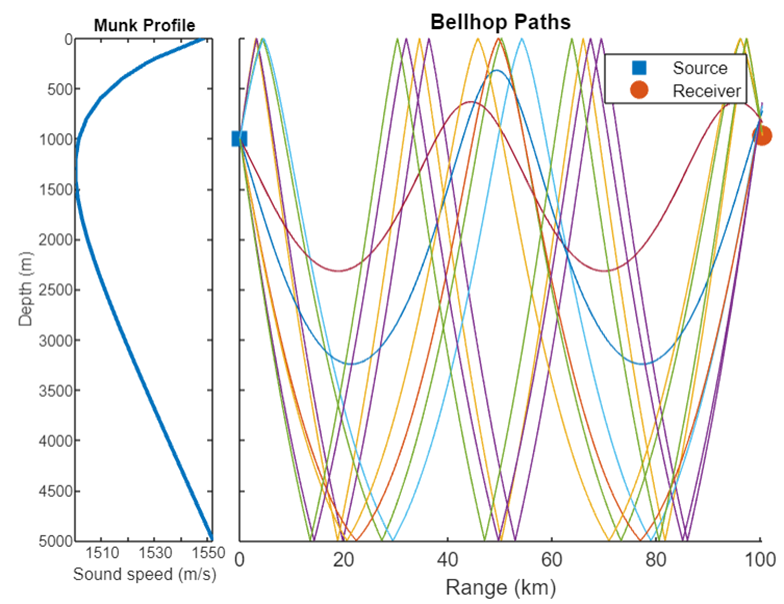 Munk Profile
Bellhop Paths
0
500
1000
1500
2000
2500
3000
3500
4000
4500
5000
Depth (m)
1510 1530 1550
Sound speed (m/s)
Source
Receiver
0 20 40 60 80 100
Range (km)